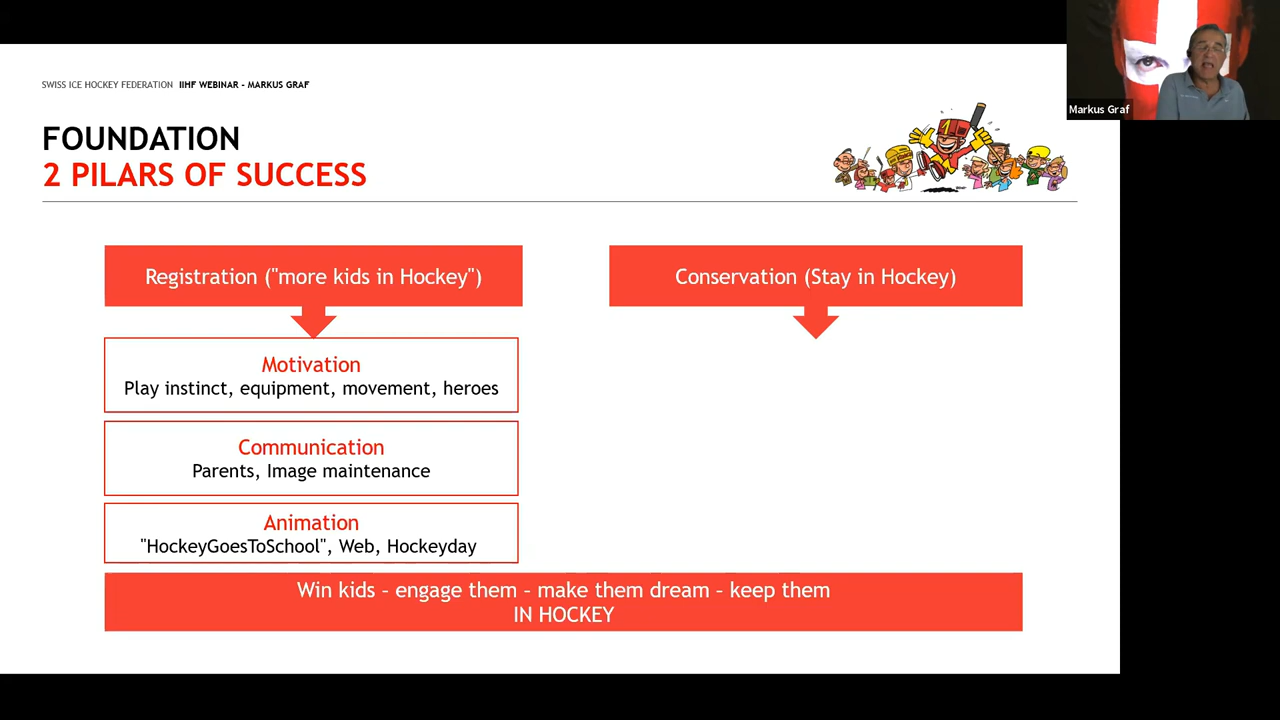 SWISS ICE HOCKEY FEDERATION IIHF WEBINAR - MARKUS GRAF
FOUNDATION
2 PILARS OF SUCCESS
Markus Graf
Registration ("more kids in Hockey")
Conservation (Stay in Hockey)
Motivation
Play instinct, equipment, movement, heroes
Communication
Parents, Image maintenance
Animation
"HockeyGoesToSchool", Web, Hockeyday
Win kids – engage them – make them dream – keep them
IN HOCKEY